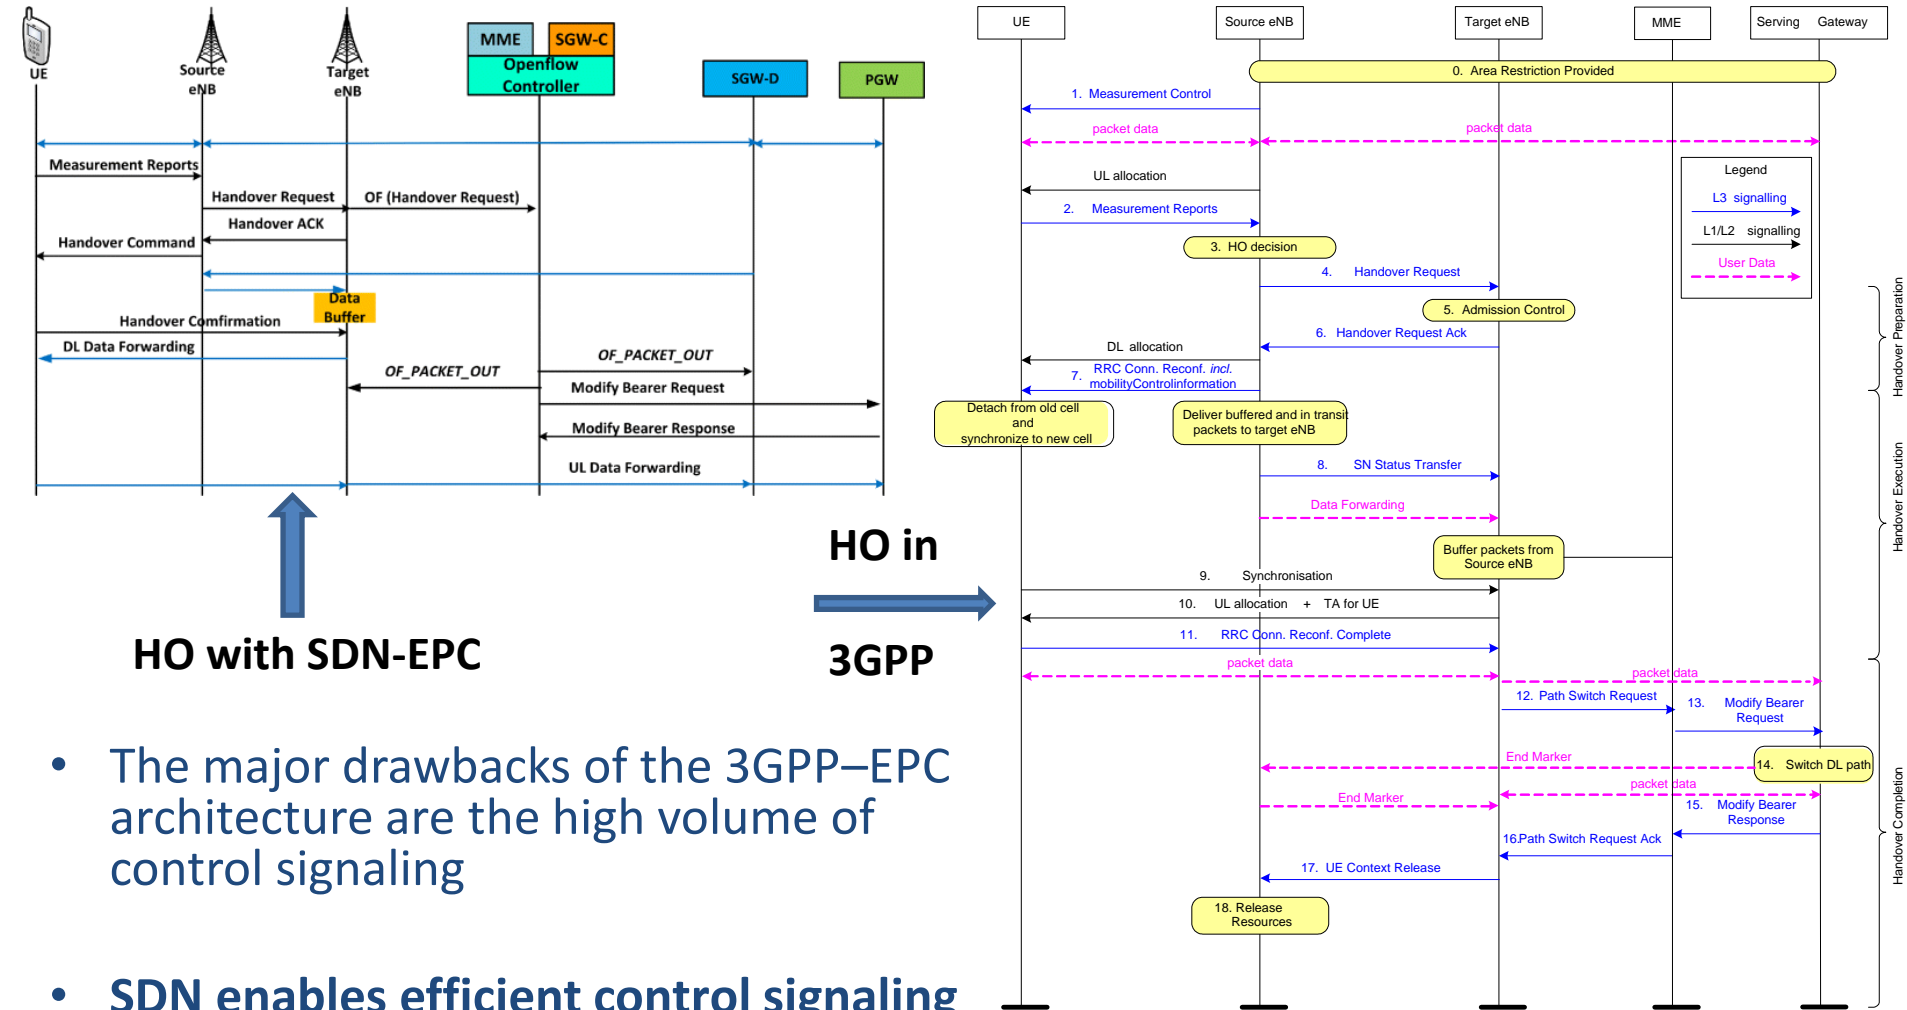 UE
Source
eNB
Target
eNB
MME
SGW-C
Openflow
Controller
SGW-D
PGW
Measurement Reports
Handover Request
OF (Handover Request)
Handover ACK
Handover Command
Data
Buffer
Handover Comfirmation
DL Data Forwarding
OF_PACKET_OUT
OF_PACKET_OUT
Modify Bearer Request
Modify Bearer Response
UL Data Forwarding
HO with SDN-EPC
HO in
3GPP
• The major drawbacks of the 3GPP–EPC
architecture are the high volume of
control signaling
• SDN enables efficient control signaling
UE
Source eNB
Target eNB
MME
Serving Gateway
0. Area Restriction Provided
1. Measurement Control
packet data
packet data
UL allocation
2. Measurement Reports
3. HO decision
4. Handover Request
5. Admission Control
6. Handover Request Ack
DL allocation
7. RRC Conn. Reconf. incl.
mobilityControlinformation
Detach from old cell
and
synchronize to new cell
Deliver buffered and in transit
packets to target eNB
8. SN Status Transfer
Data Forwarding
Buffer packets from
Source eNB
9. Synchronisation
10. UL allocation + TA for UE
11. RRC Conn. Reconf. Complete
packet data
packet data
12. Path Switch Request
13. Modify Bearer
Request
End Marker
14. Switch DL path
packet data
End Marker
15. Modify Bearer
Response
16.Path Switch Request Ack
17. UE Context Release
18. Release
Resources
Legend
L3 signalling
L1/L2 signalling
User Data
Handover Preparation
Handover Execution
Handover Completion